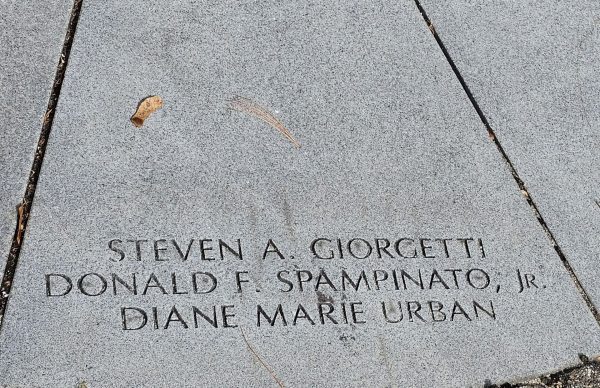 STEVEN A. GIORGETTI
DONALD F. SPAMPINATO, JR.
DIANE MARIE URBAN